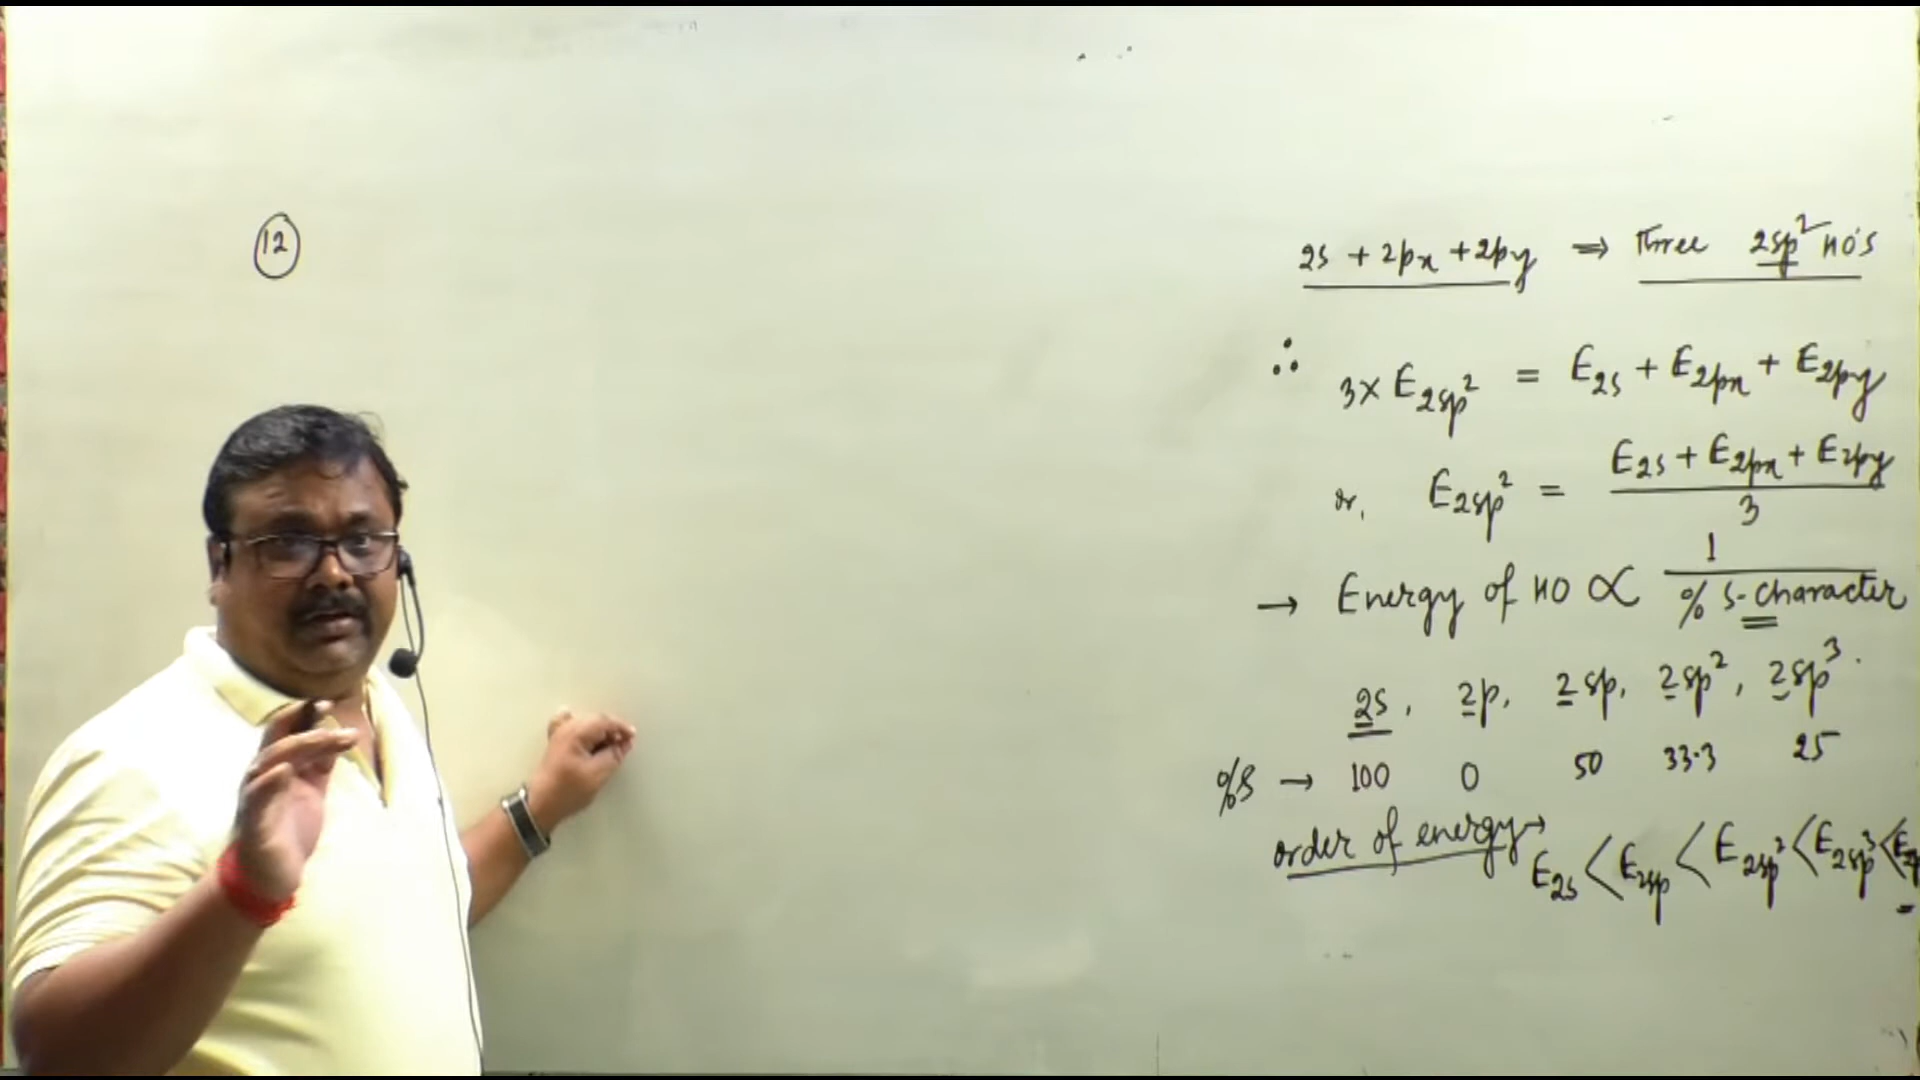 12
2s + 2px + 2py ⇒ Three 2sp² HO's
∴ 3x E2sp² = E2s + E2px + E2py
or, E2sp² = E2s + E2px + E2py / 3
→ Energy of HO ∝ 1 / % s-character
2s, 2p, 2sp, 2sp², 2sp³.
%s → 100 0 50 33.3 25
order of energy → E2s < E2sp < E2sp² < E2sp³ < E2p